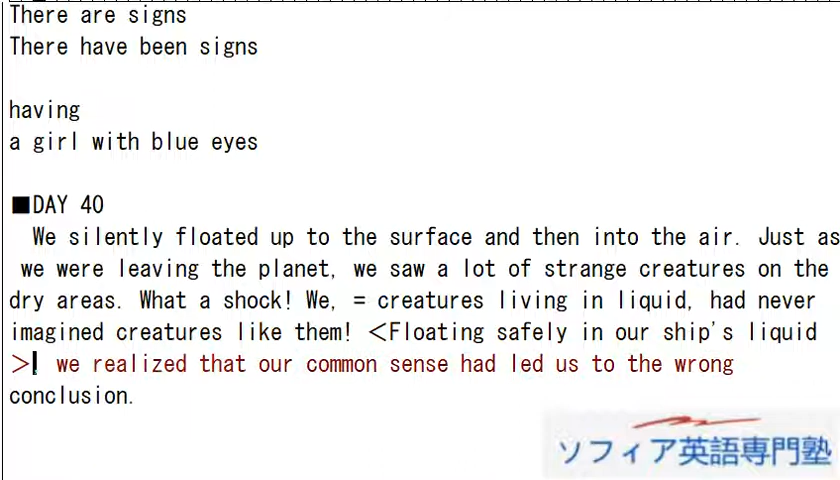 There are signs
There have been signs
having
a girl with blue eyes
■DAY 40
We silently floated up to the surface and then into the air. Just as
we were leaving the planet, we saw a lot of strange creatures on the
dry areas. What a shock! We, = creatures living in liquid, had never
imagined creatures like them! <Floating safely in our ship's liquid
>, we realized that our common sense had led us to the wrong
conclusion.
ソフィア英語専門塾